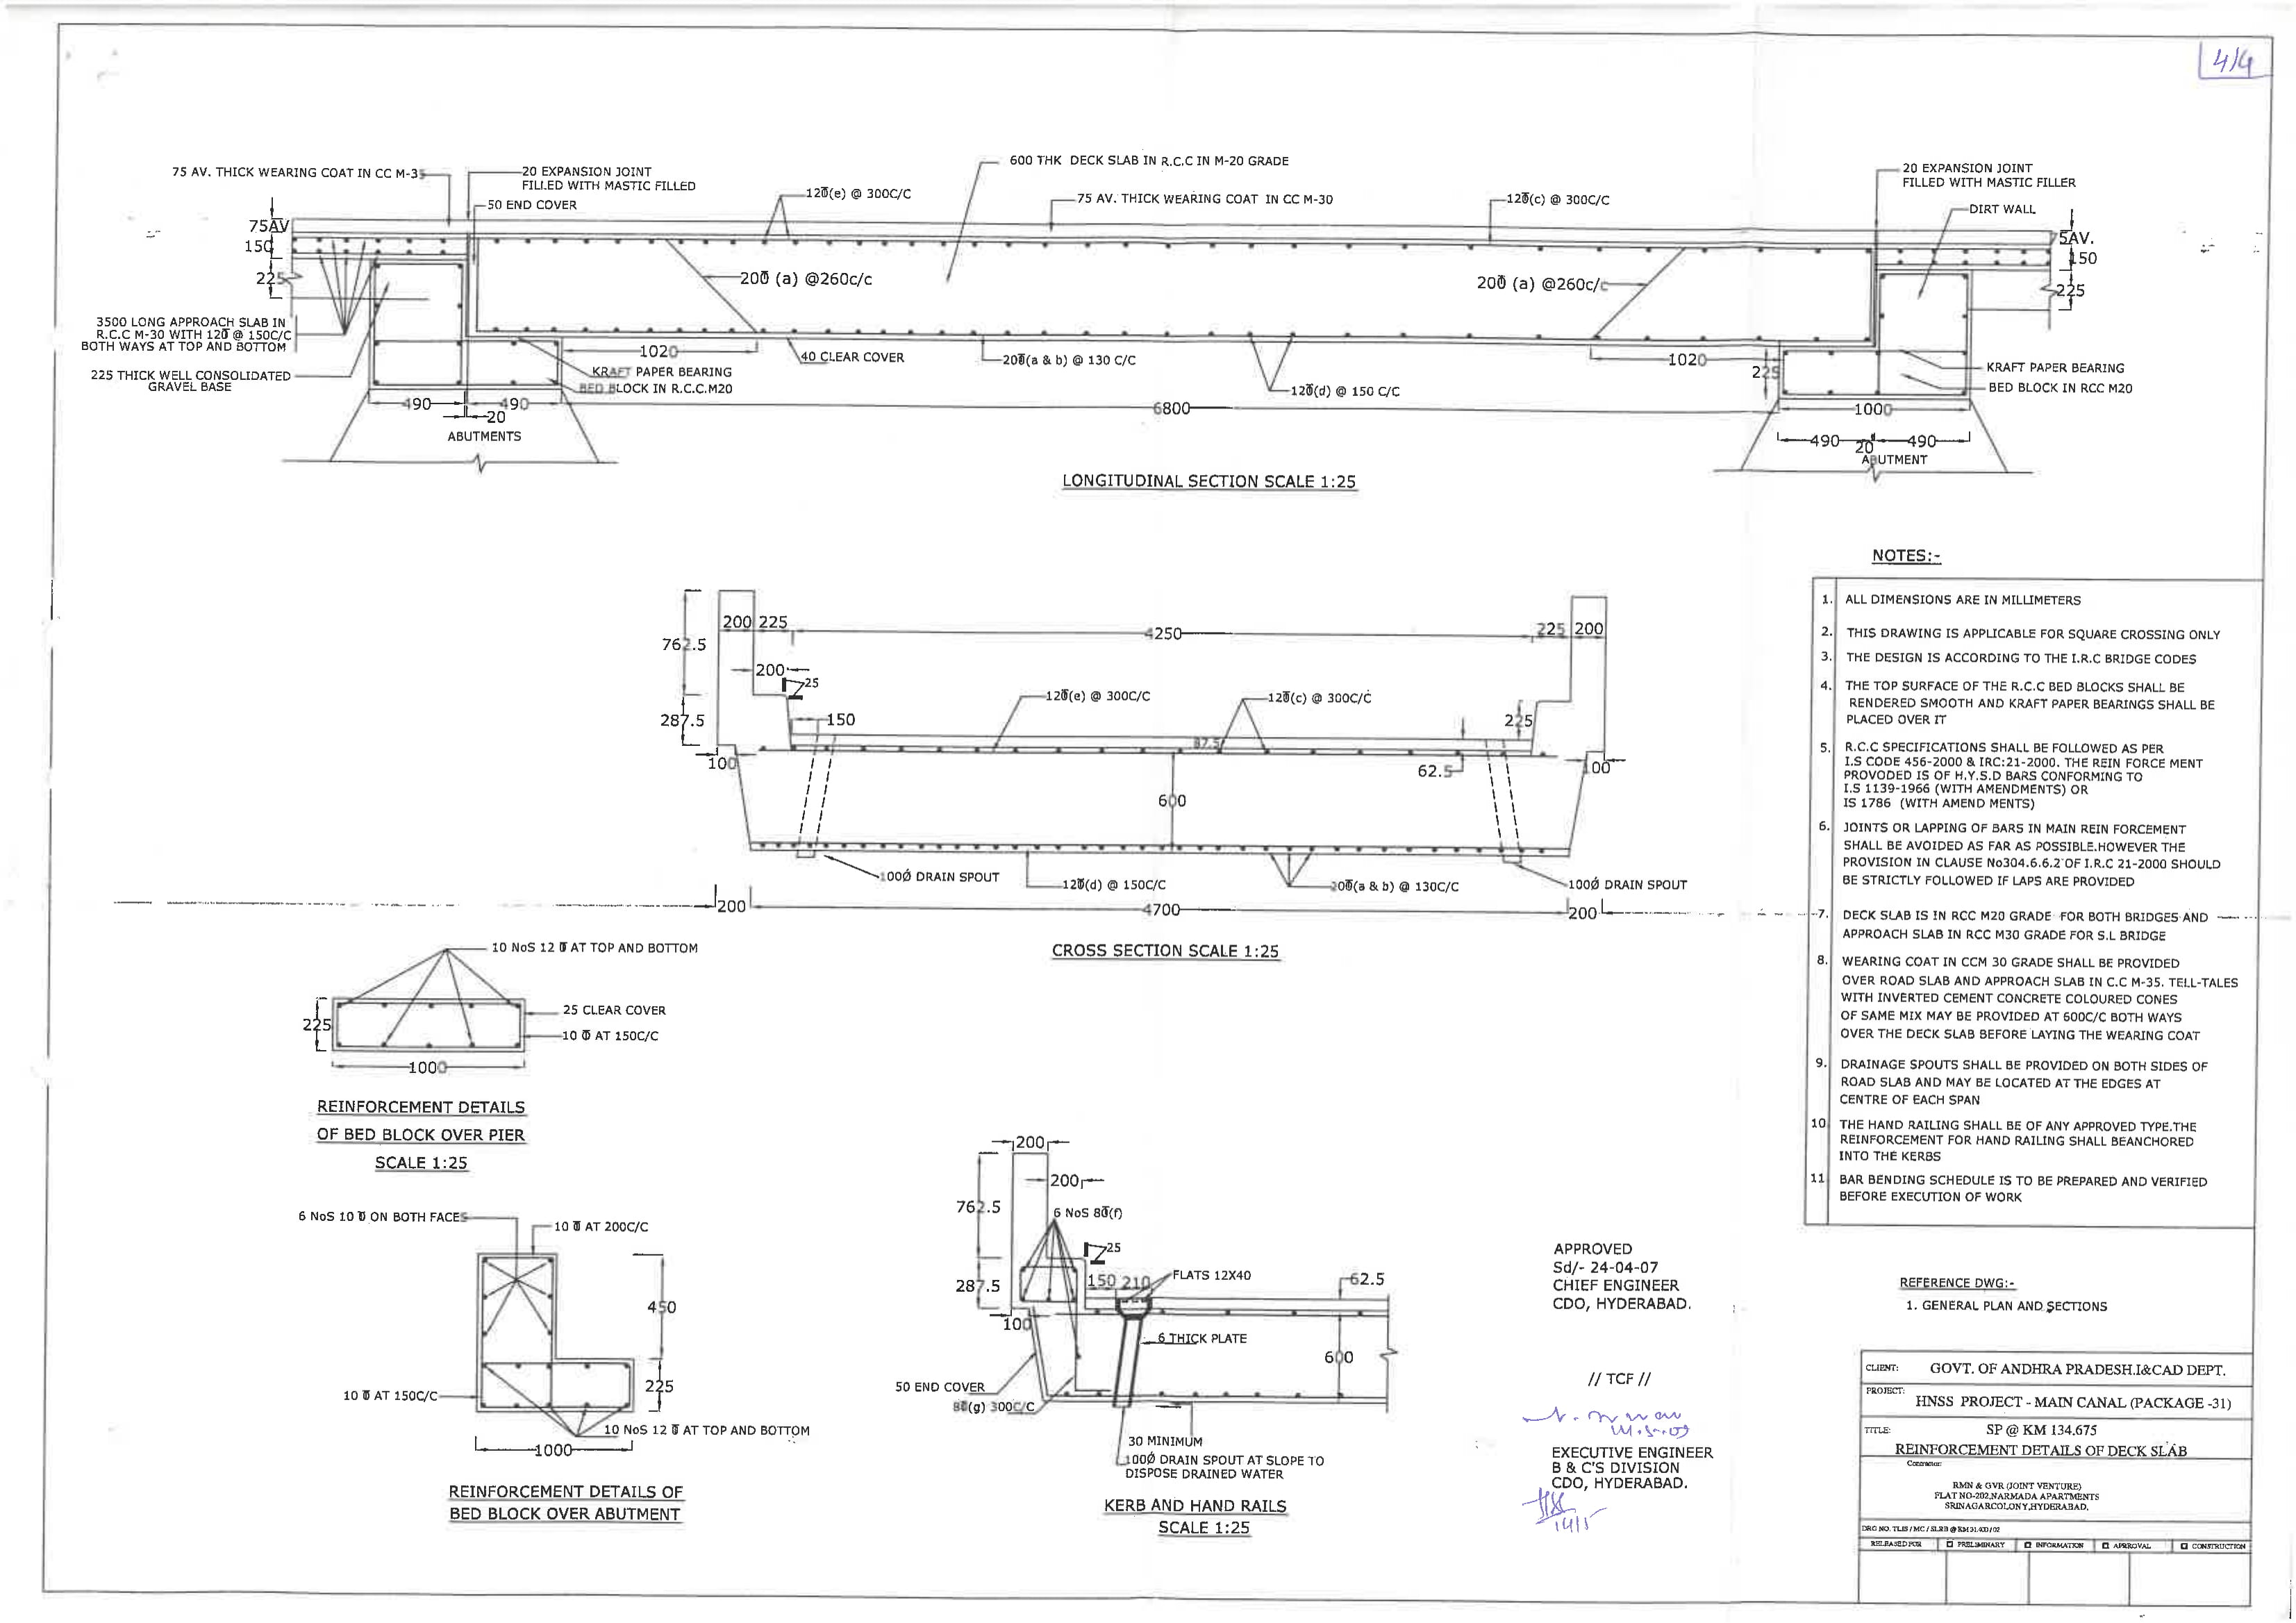 4/4
75 AV. THICK WEARING COAT IN CC M-35
20 EXPANSION JOINT
FILLED WITH MASTIC FILLED
50 END COVER
12Ф(e) @ 300C/C
600 THK DECK SLAB IN R.C.C IN M-20 GRADE
75 AV. THICK WEARING COAT IN CC M-30
12Ф(c) @ 300C/C
20 EXPANSION JOINT
FILLED WITH MASTIC FILLER
DIRT WALL
75AV
150
225
20Ф (a) @260c/c
20Ф (a) @260c/c
75AV.
150
225
3500 LONG APPROACH SLAB IN
R.C.C M-30 WITH 12Ф @ 150C/C
BOTH WAYS AT TOP AND BOTTOM
225 THICK WELL CONSOLIDATED
GRAVEL BASE
1020
40 CLEAR COVER
20Ф(a & b) @ 130 C/C
12Ф(d) @ 150 C/C
1020
225
KRAFT PAPER BEARING
BED BLOCK IN R.C.C.M20
KRAFT PAPER BEARING
BED BLOCK IN RCC M20
490
490
20
6800
1000
490
20
490
ABUTMENTS
ABUTMENT
LONGITUDINAL SECTION SCALE 1:25
762.5
200 225
4250
225 200
200
25
287.5
150
12Ф(e) @ 300C/C
12Ф(c) @ 300C/C
225
87.5
100
62.5
100
600
100Ø DRAIN SPOUT
12Ф(d) @ 150C/C
20Ф(a & b) @ 130C/C
100Ø DRAIN SPOUT
200
4700
200
CROSS SECTION SCALE 1:25
10 NoS 12 Ф AT TOP AND BOTTOM
25 CLEAR COVER
10 Ф AT 150C/C
225
1000
REINFORCEMENT DETAILS
OF BED BLOCK OVER PIER
SCALE 1:25
6 NoS 10 Ф ON BOTH FACES
10 Ф AT 200C/C
450
225
10 Ф AT 150C/C
10 NoS 12 Ф AT TOP AND BOTTOM
1000
REINFORCEMENT DETAILS OF
BED BLOCK OVER ABUTMENT
200
200
762.5
6 NoS 8Ф(f)
25
287.5
150 210
FLATS 12X40
62.5
100
6 THICK PLATE
600
50 END COVER
8Ф(g) 300C/C
30 MINIMUM
100Ø DRAIN SPOUT AT SLOPE TO
DISPOSE DRAINED WATER
KERB AND HAND RAILS
SCALE 1:25
APPROVED
Sd/- 24-04-07
CHIEF ENGINEER
CDO, HYDERABAD.
// TCF //
EXECUTIVE ENGINEER
B & C'S DIVISION
CDO, HYDERABAD.
14/5
NOTES:-
1. ALL DIMENSIONS ARE IN MILLIMETERS
2. THIS DRAWING IS APPLICABLE FOR SQUARE CROSSING ONLY
3. THE DESIGN IS ACCORDING TO THE I.R.C BRIDGE CODES
4. THE TOP SURFACE OF THE R.C.C BED BLOCKS SHALL BE
RENDERED SMOOTH AND KRAFT PAPER BEARINGS SHALL BE
PLACED OVER IT
5. R.C.C SPECIFICATIONS SHALL BE FOLLOWED AS PER
I.S CODE 456-2000 & IRC:21-2000. THE REIN FORCE MENT
PROVODED IS OF H.Y.S.D BARS CONFORMING TO
I.S 1139-1966 (WITH AMENDMENTS) OR
IS 1786 (WITH AMEND MENTS)
6. JOINTS OR LAPPING OF BARS IN MAIN REIN FORCEMENT
SHALL BE AVOIDED AS FAR AS POSSIBLE.HOWEVER THE
PROVISION IN CLAUSE No304.6.6.2 OF I.R.C 21-2000 SHOULD
BE STRICTLY FOLLOWED IF LAPS ARE PROVIDED
7. DECK SLAB IS IN RCC M20 GRADE FOR BOTH BRIDGES AND
APPROACH SLAB IN RCC M30 GRADE FOR S.L BRIDGE
8. WEARING COAT IN CCM 30 GRADE SHALL BE PROVIDED
OVER ROAD SLAB AND APPROACH SLAB IN C.C M-35. TELL-TALES
WITH INVERTED CEMENT CONCRETE COLOURED CONES
OF SAME MIX MAY BE PROVIDED AT 600C/C BOTH WAYS
OVER THE DECK SLAB BEFORE LAYING THE WEARING COAT
9. DRAINAGE SPOUTS SHALL BE PROVIDED ON BOTH SIDES OF
ROAD SLAB AND MAY BE LOCATED AT THE EDGES AT
CENTRE OF EACH SPAN
10 THE HAND RAILING SHALL BE OF ANY APPROVED TYPE.THE
REINFORCEMENT FOR HAND RAILING SHALL BEANCHORED
INTO THE KERBS
11 BAR BENDING SCHEDULE IS TO BE PREPARED AND VERIFIED
BEFORE EXECUTION OF WORK
REFERENCE DWG:-
1. GENERAL PLAN AND SECTIONS
CLIENT: GOVT. OF ANDHRA PRADESH.I&CAD DEPT.
PROJECT: HNSS PROJECT - MAIN CANAL (PACKAGE -31)
TITLE: SP @ KM 134.675
REINFORCEMENT DETAILS OF DECK SLAB
Contractor:
RMN & GVR (JOINT VENTURE)
FLAT NO-202,NARMADA APARTMENTS
SRINAGARCOLONY,HYDERABAD.
DRG NO. TLIS / MC / SLRB @ KM 31.400 / 02
RELEASED FOR PRELIMINARY INFORMATION APRROVAL CONSTRUCTION